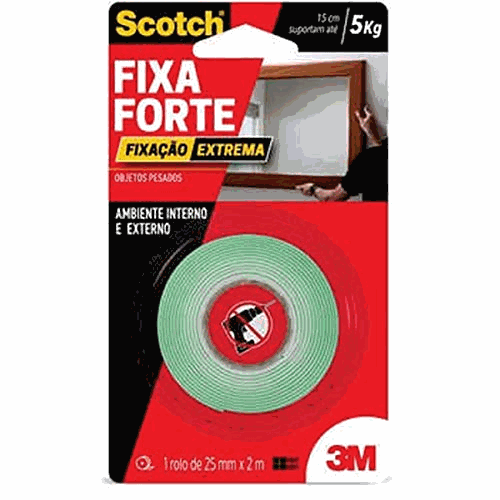 Scotch
15 cm
suportam até
5Kg
FIXA
FORTE
FIXAÇÃO EXTREMA
OBJETOS PESADOS
AMBIENTE INTERNO
E EXTERNO
1 rolo de 25 mm x 2 m
3M